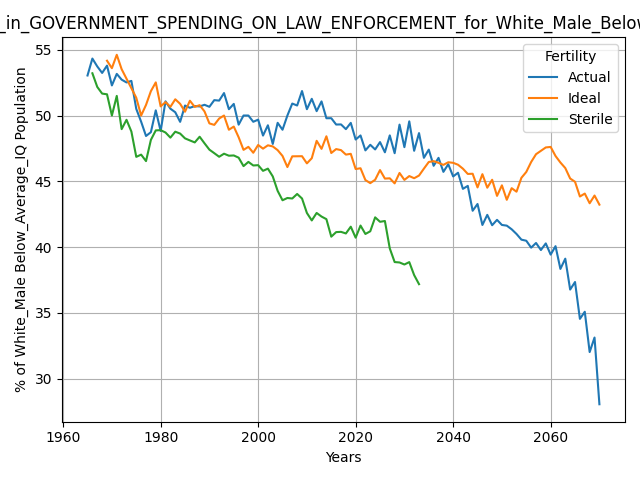 _in_GOVERNMENT_SPENDING_ON_LAW_ENFORCEMENT_for_White_Male_Below
Fertility
Actual
Ideal
Sterile
% of White_Male Below_Average_IQ Population
55
50
45
40
35
30
1960
1980
2000
2020
2040
2060
Years